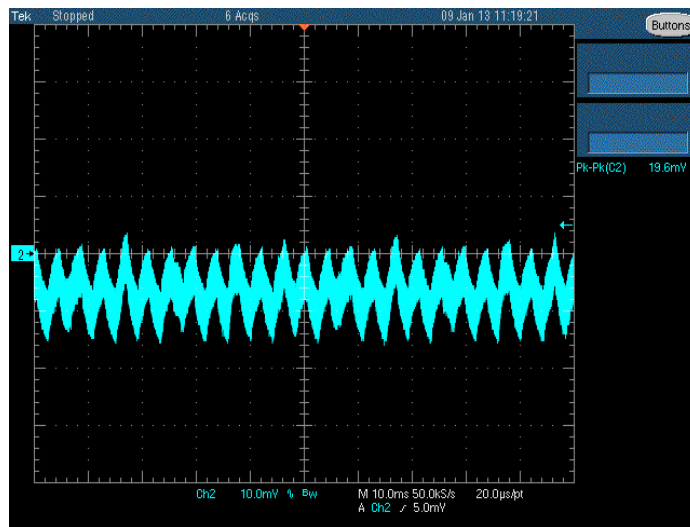 Tek Stopped 6 Acqs 09 Jan 13 11:19:21
Buttons
Pk-Pk(C2) 19.6mV
2
Ch2 10.0mV % Bw M 10.0ms 50.0kS/s 20.0µs/pt
A Ch2 / 5.0mV